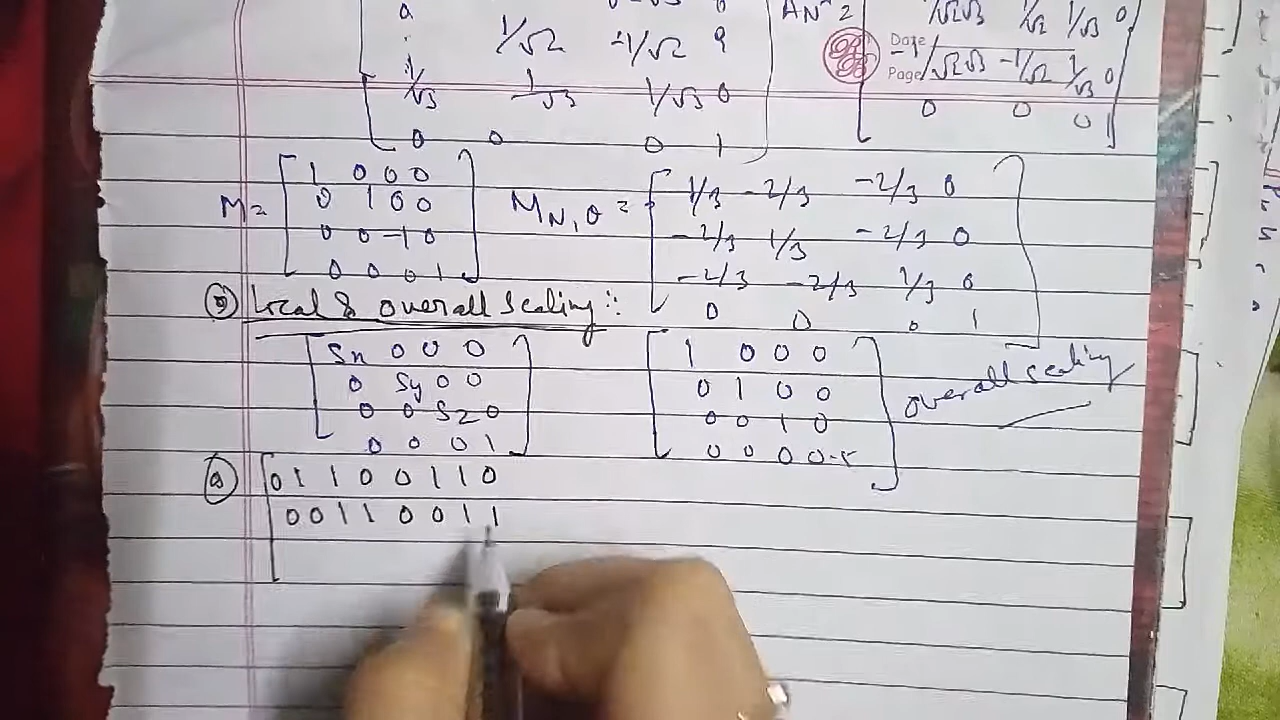 a 0
1/√2 -1/√2 0
1/√3 1/√3 1/√3 0
0 0 0 1
AN = 
/√2√3 1/√2 1/√3 0
Date
Page
-1/√2√3 -1/√2 1/√3 0
0 0 0
M = 
1 0 0 0
0 1 0 0
0 0 -1 0
0 0 0 1
MN,0 = 
1/3 -2/3 -2/3 0
-2/3 1/3 -2/3 0
-2/3 -2/3 1/3 0
0 0 0 1
Local & overall scaling :-
Sx 0 0 0
0 Sy 0 0
0 0 Sz 0
0 0 0 1
1 0 0 0
0 1 0 0
0 0 1 0
0 0 0 0.5
overall scaling
(a)
0 1 1 0 0 1 1 0
0 0 1 1 0 0 1 1